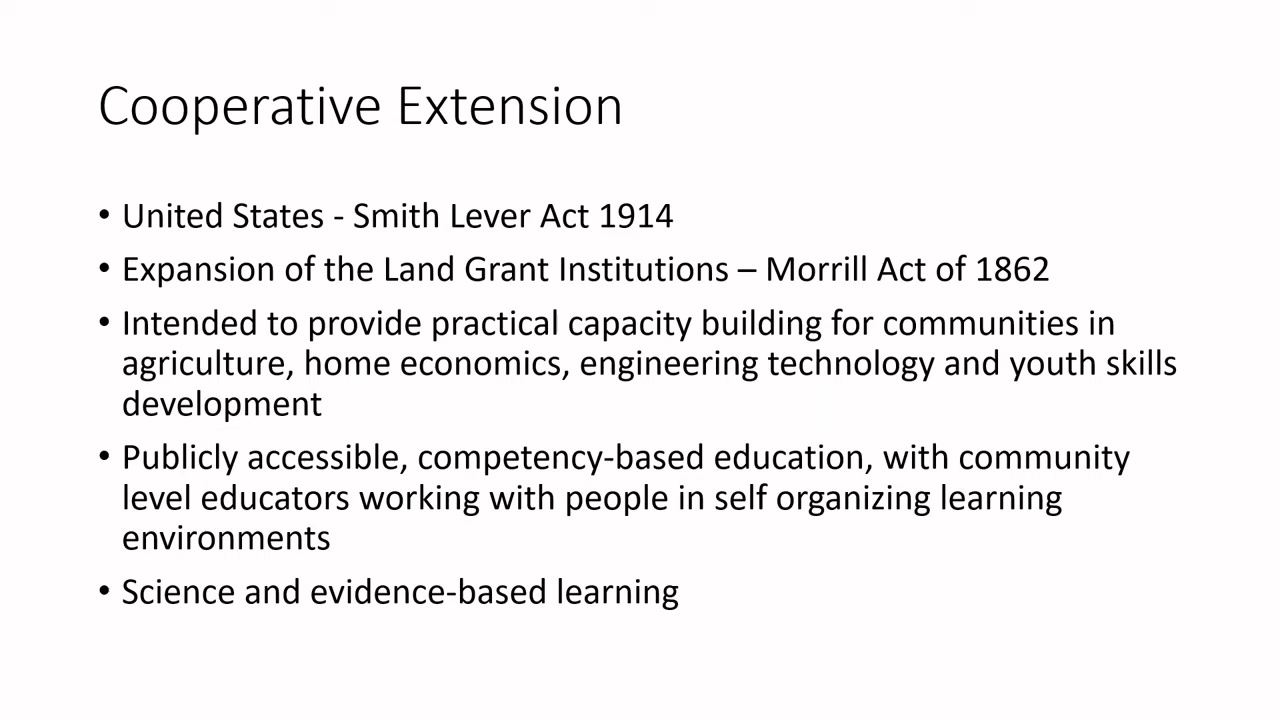 Cooperative Extension
• United States - Smith Lever Act 1914
• Expansion of the Land Grant Institutions – Morrill Act of 1862
• Intended to provide practical capacity building for communities in
agriculture, home economics, engineering technology and youth skills
development
• Publicly accessible, competency-based education, with community
level educators working with people in self organizing learning
environments
• Science and evidence-based learning